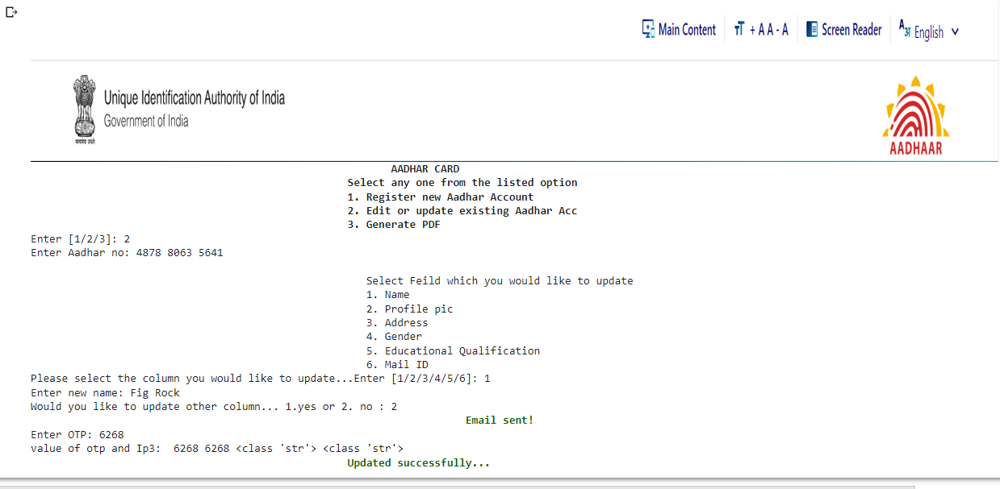 Main Content
+ A A - A
Screen Reader
English
Unique Identification Authority of India
Government of India
सत्यमेव जयते
AADHAAR
AADHAR CARD
Select any one from the listed option
1. Register new Aadhar Account
2. Edit or update existing Aadhar Acc
3. Generate PDF
Enter [1/2/3]: 2
Enter Aadhar no: 4878 8063 5641
Select Feild which you would like to update
1. Name
2. Profile pic
3. Address
4. Gender
5. Educational Qualification
6. Mail ID
Please select the column you would like to update...Enter [1/2/3/4/5/6]: 1
Enter new name: Fig Rock
Would you like to update other column... 1.yes or 2. no : 2
Email sent!
Enter OTP: 6268
value of otp and Ip3:  6268 6268 <class 'str'> <class 'str'>
Updated successfully...